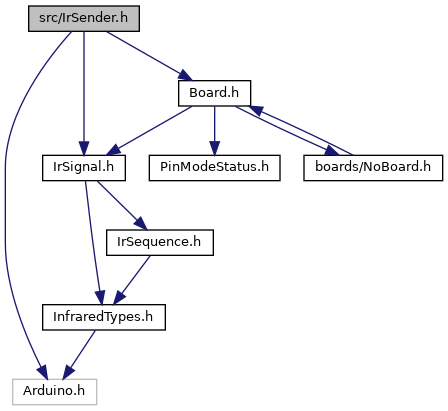 src/IrSender.h
Board.h
IrSignal.h
PinModeStatus.h
boards/NoBoard.h
IrSequence.h
InfraredTypes.h
Arduino.h